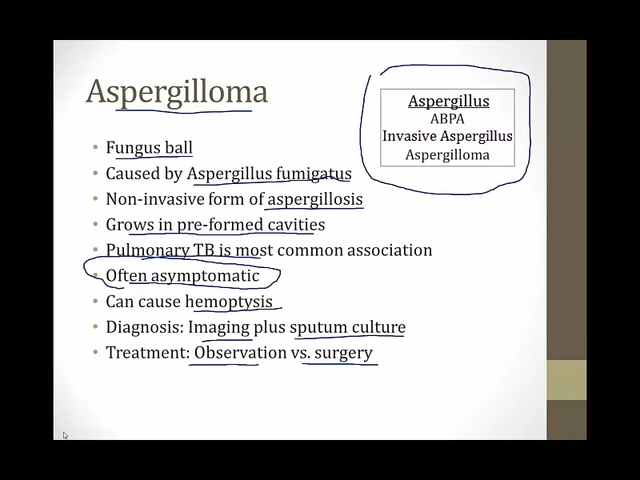 Aspergilloma
• Fungus ball
• Caused by Aspergillus fumigatus
• Non-invasive form of aspergillosis
• Grows in pre-formed cavities
• Pulmonary TB is most common association
• Often asymptomatic
• Can cause hemoptysis
• Diagnosis: Imaging plus sputum culture
• Treatment: Observation vs. surgery
Aspergillus
ABPA
Invasive Aspergillus
Aspergilloma